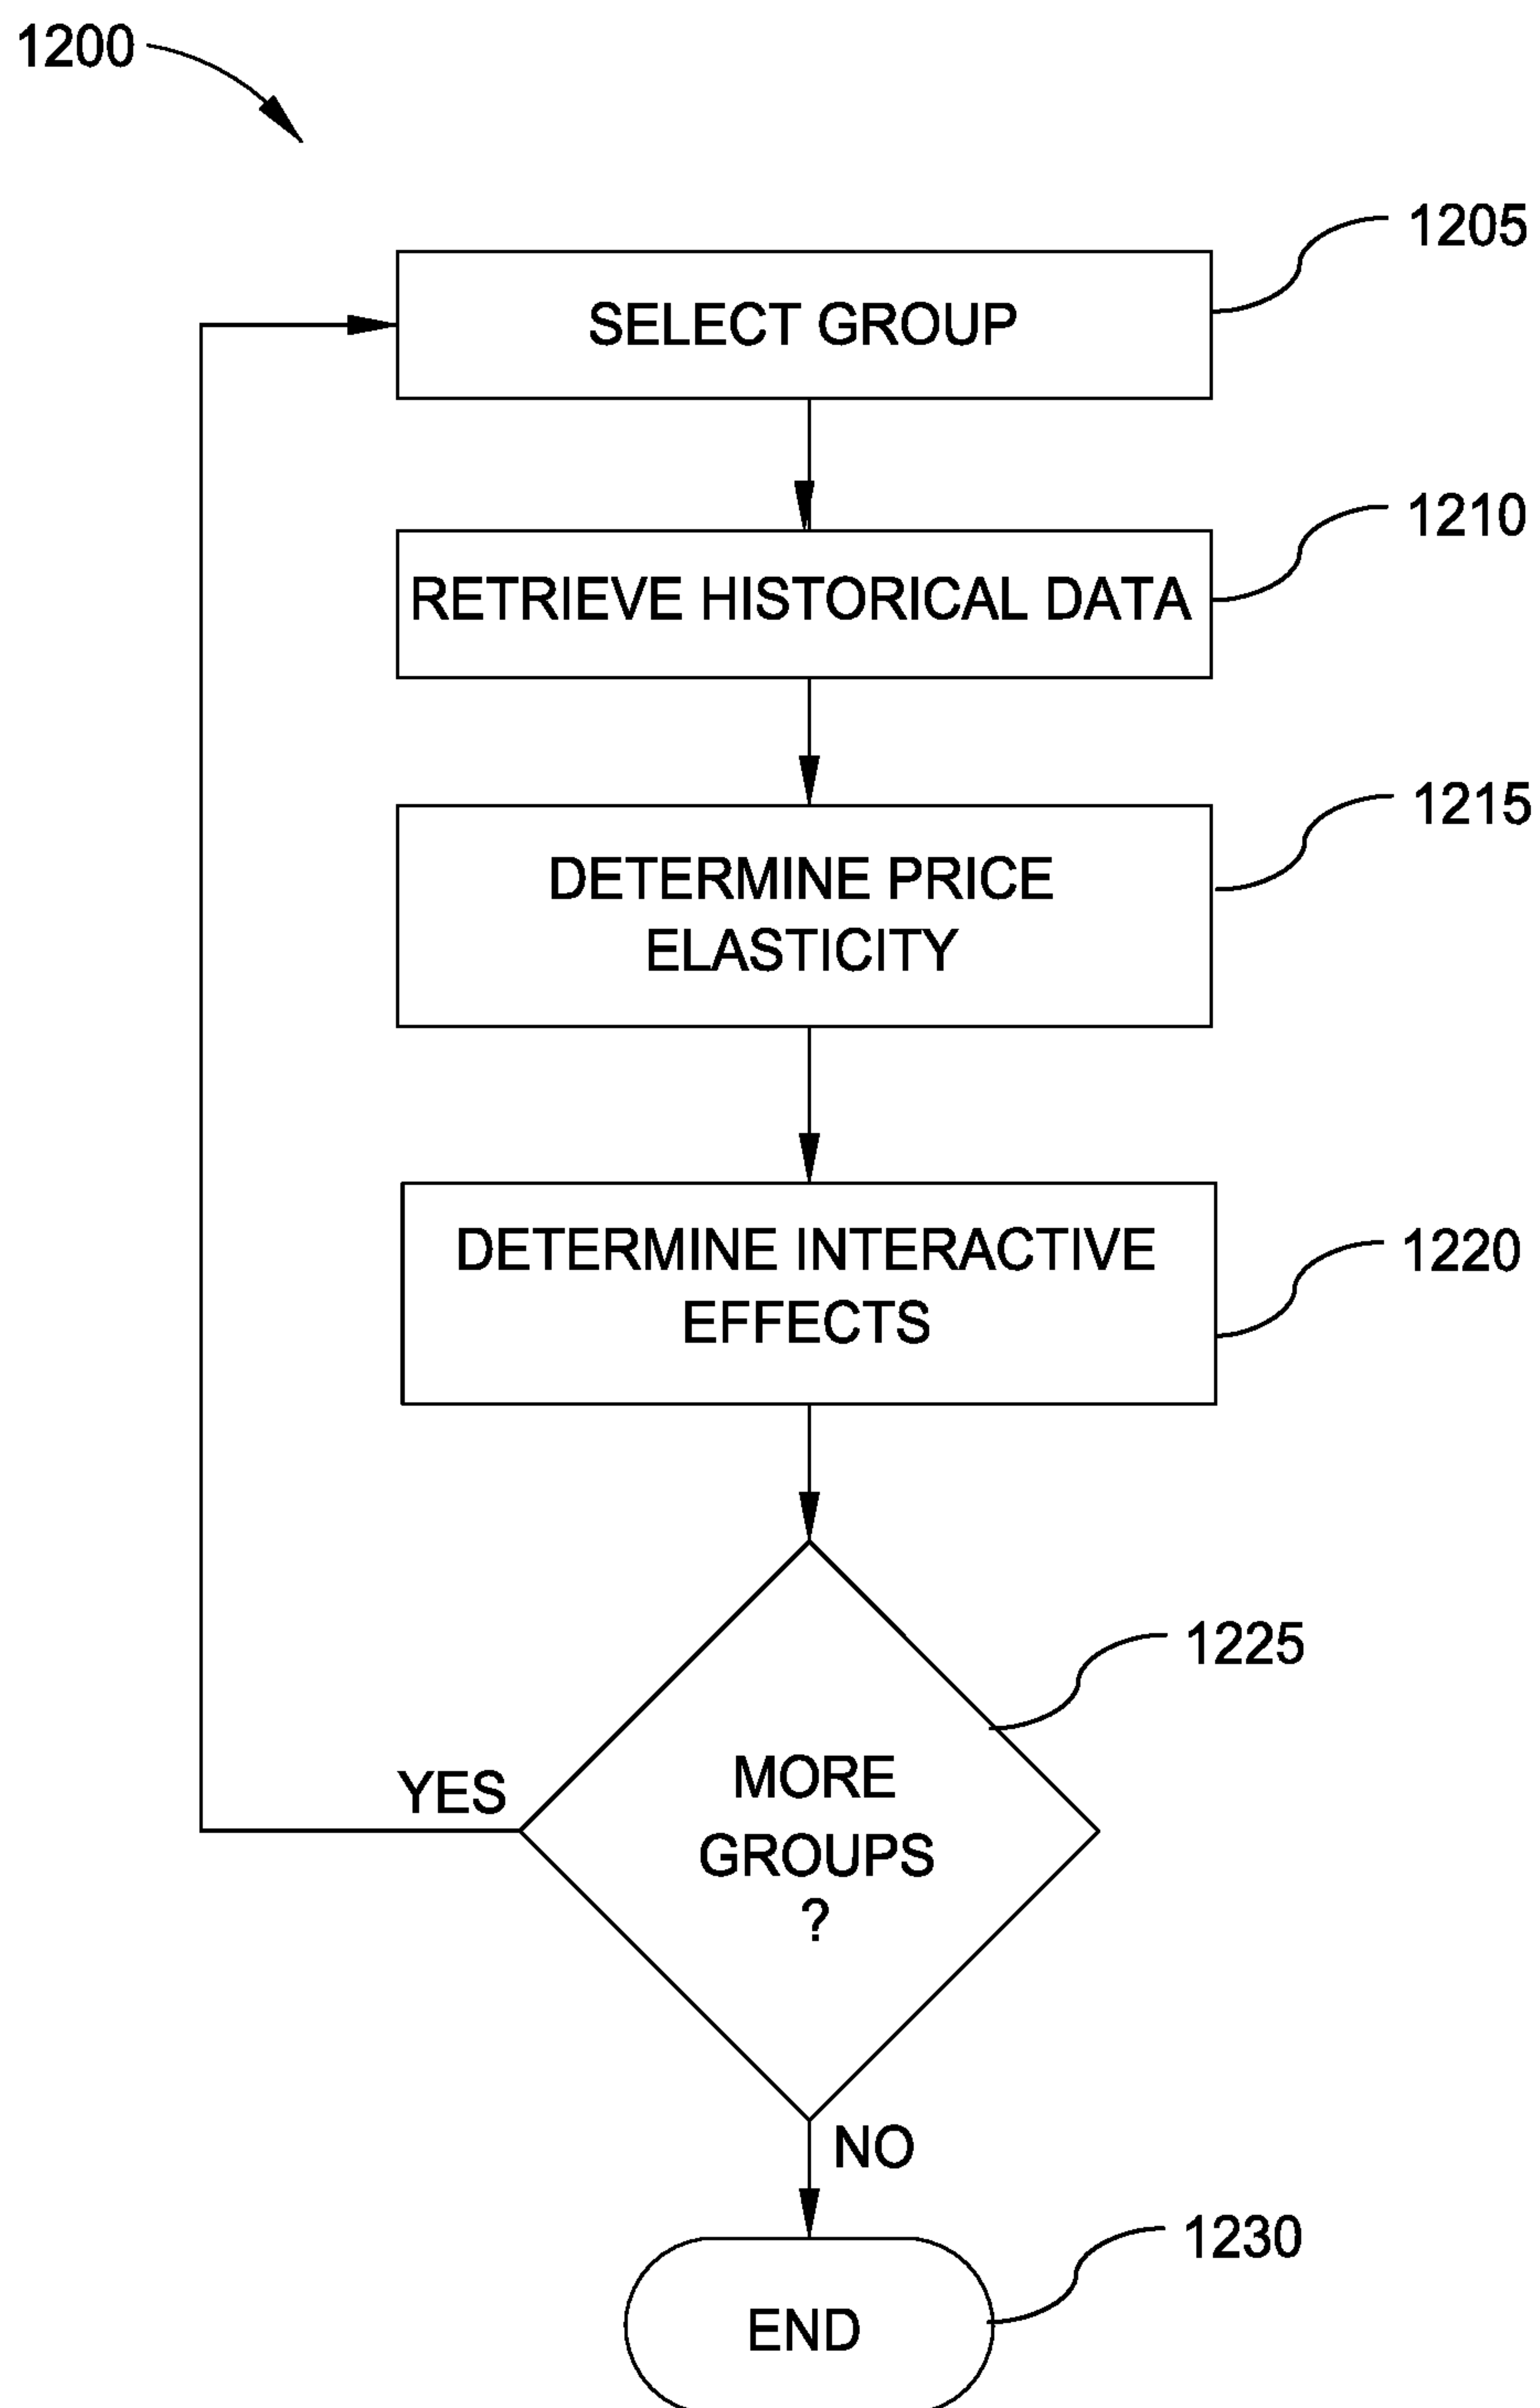 1200
1205
SELECT GROUP
1210
RETRIEVE HISTORICAL DATA
1215
DETERMINE PRICE
ELASTICITY
1220
DETERMINE INTERACTIVE
EFFECTS
1225
MORE
GROUPS
?
YES
NO
1230
END